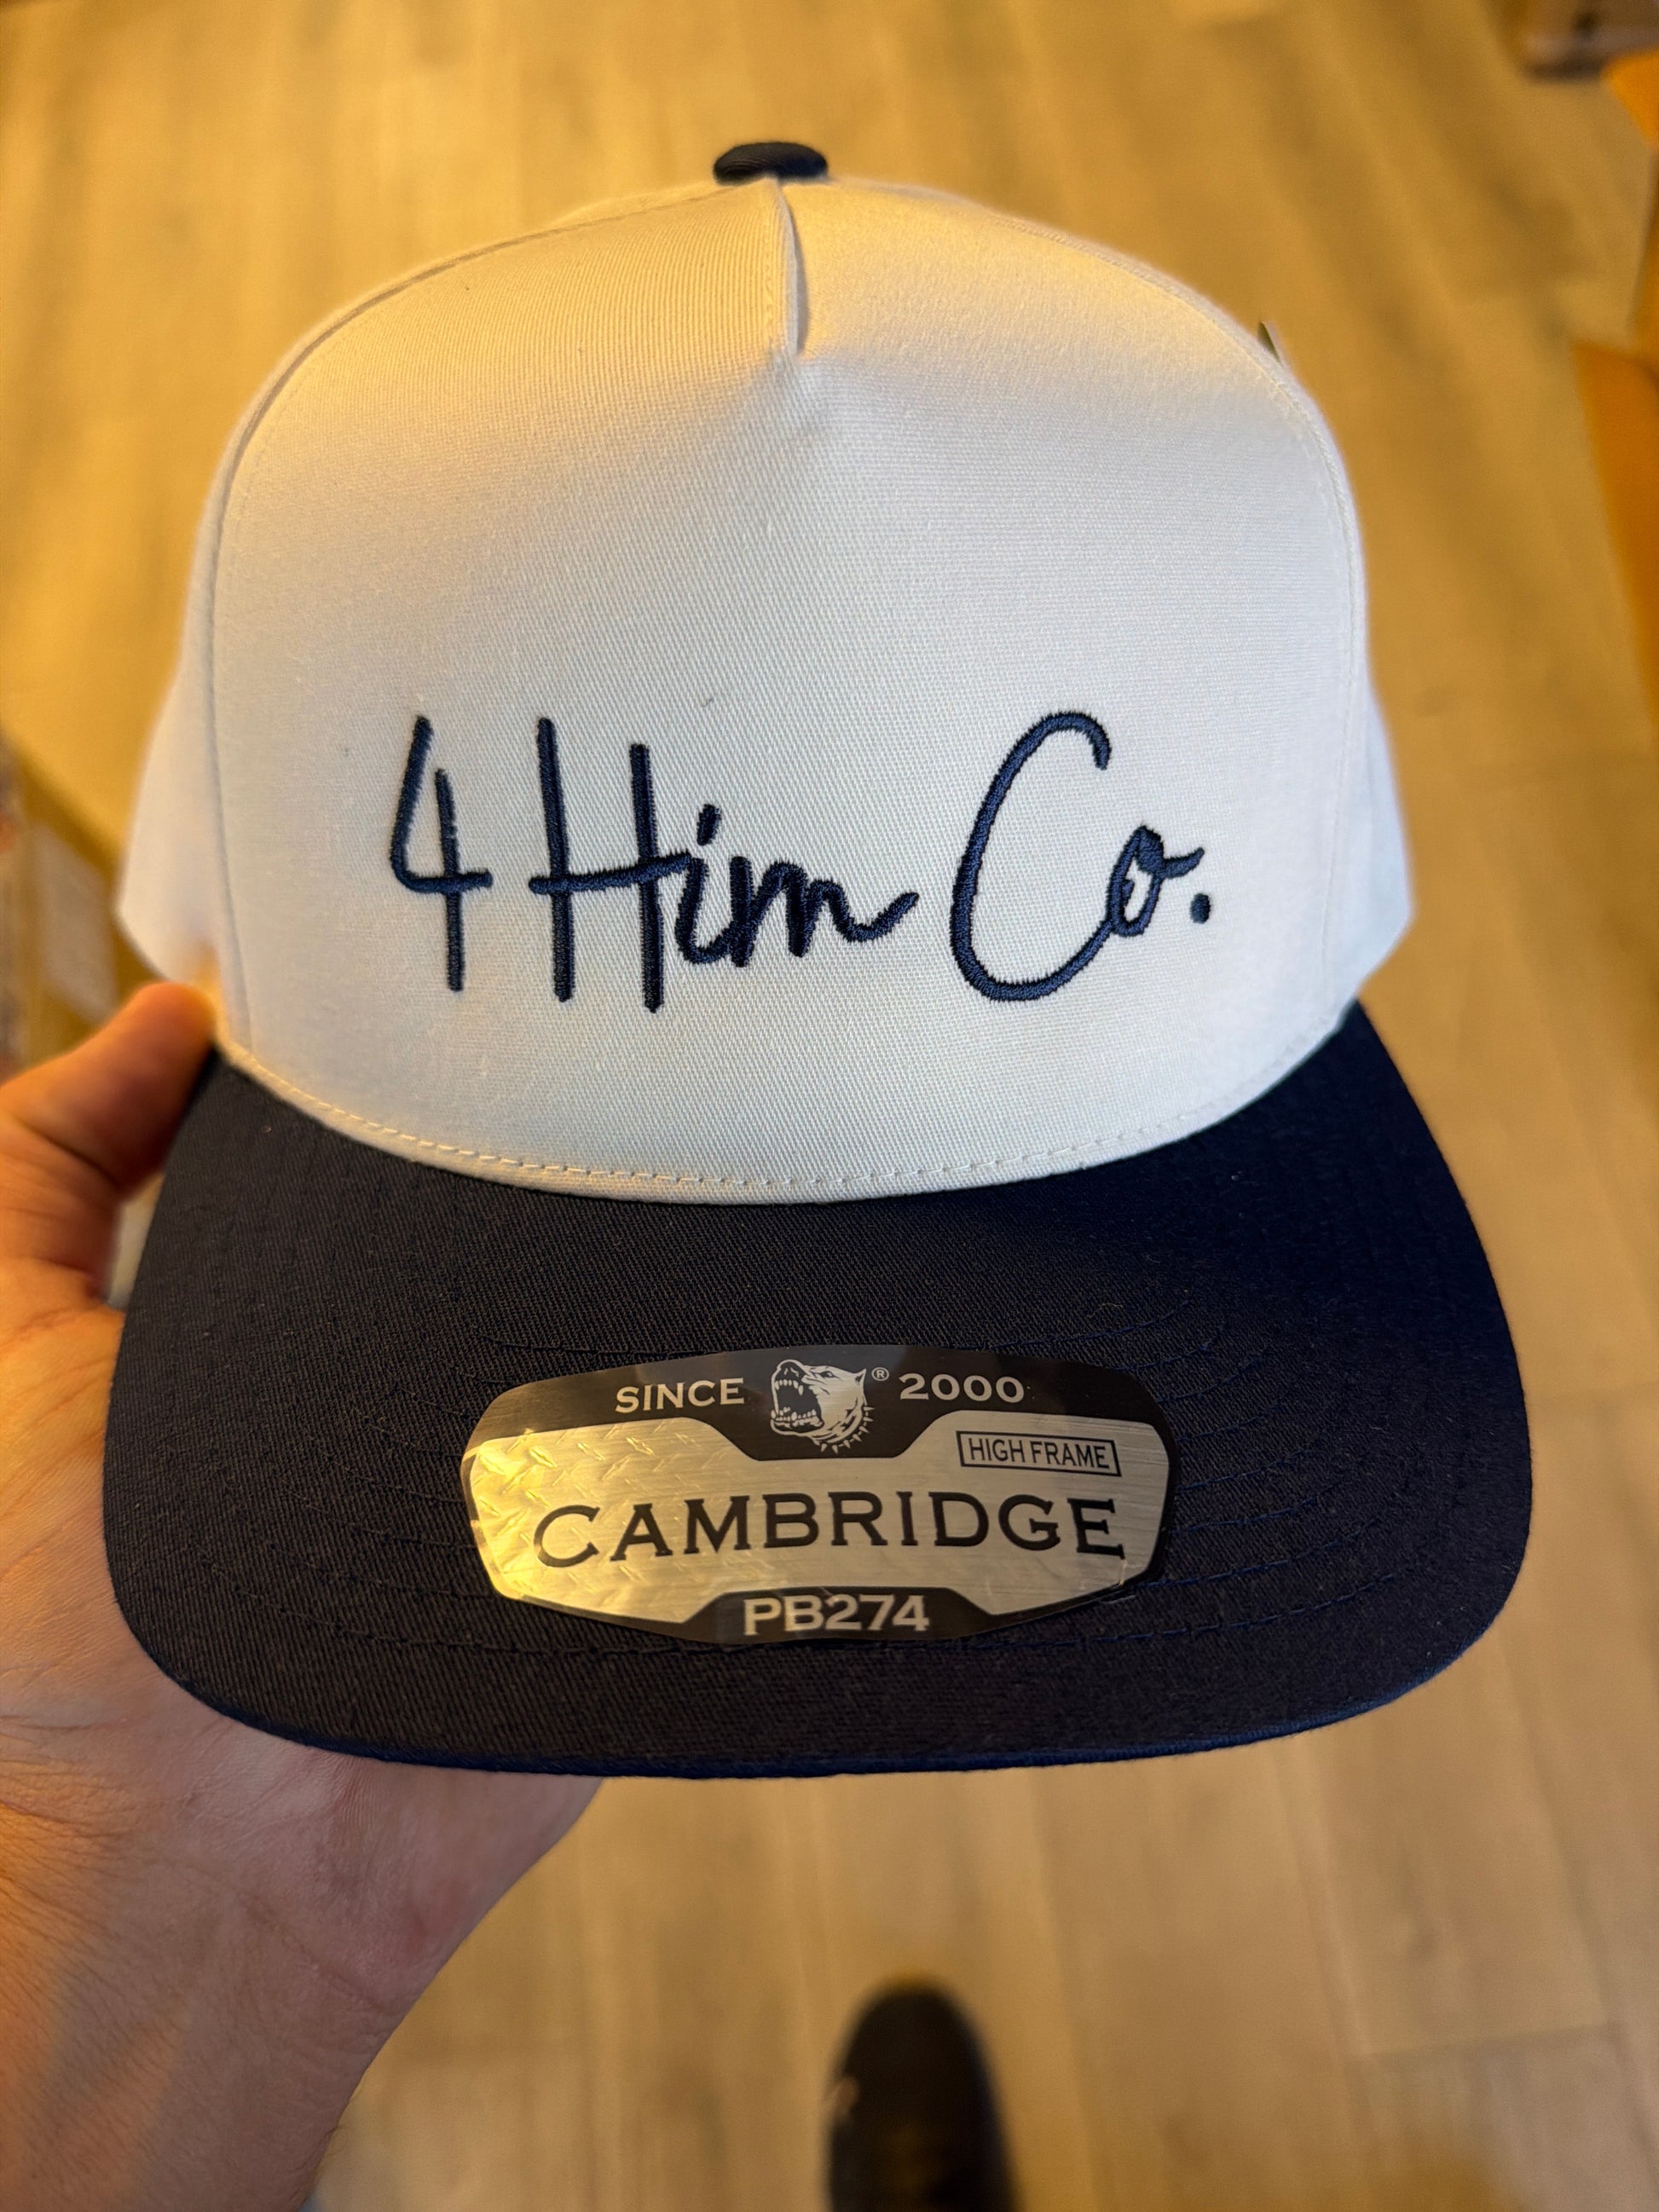 4 Him Co.
SINCE ® 2000
HIGH FRAME
CAMBRIDGE
PB274